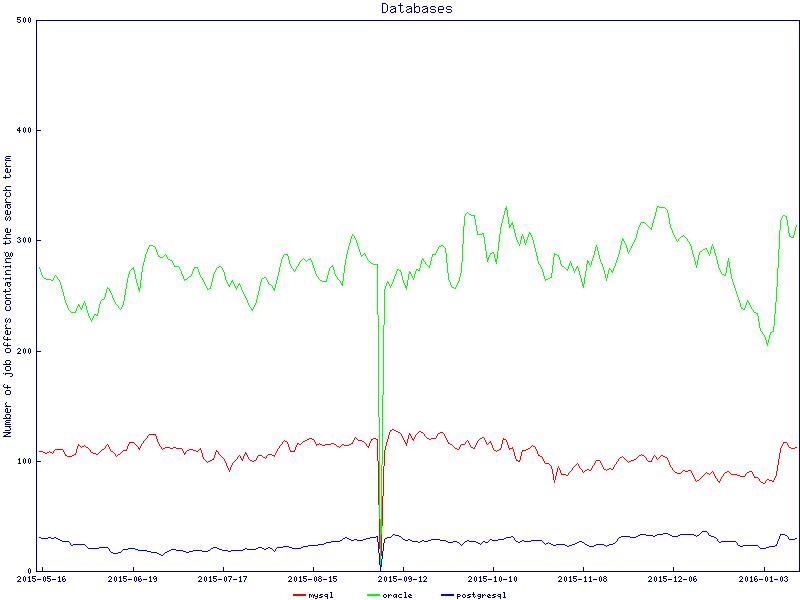 Databases
Number of job offers containing the search term
500
400
300
200
100
0
2015-05-16 2015-06-19 2015-07-17 2015-08-15 2015-09-12 2015-10-10 2015-11-08 2015-12-06 2016-01-03
mysql oracle postgresql